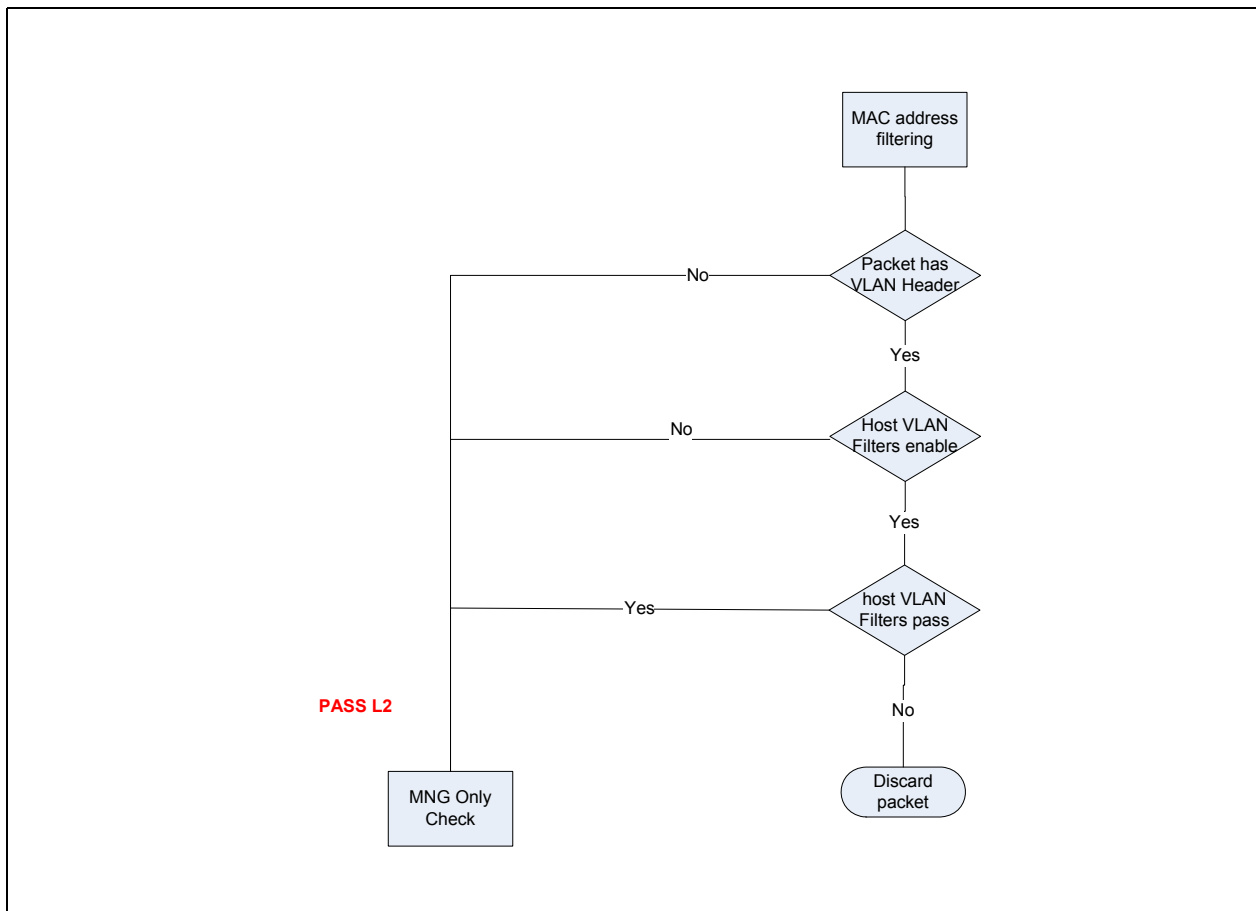 MAC address
filtering
Packet has
VLAN Header
No
Yes
Host VLAN
Filters enable
No
Yes
host VLAN
Filters pass
Yes
No
PASS L2
Discard
packet
MNG Only
Check